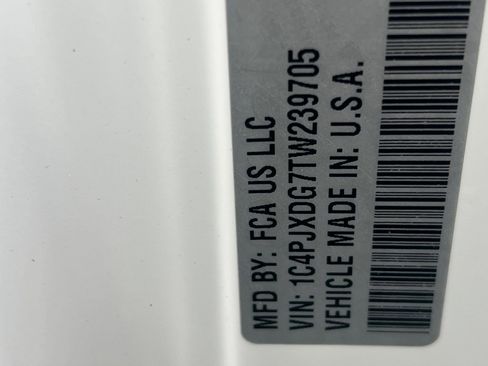 MFD BY: FCA US LLC
VIN: 1C4PJXDG7TW239705
VEHICLE MADE IN: U.S.A.